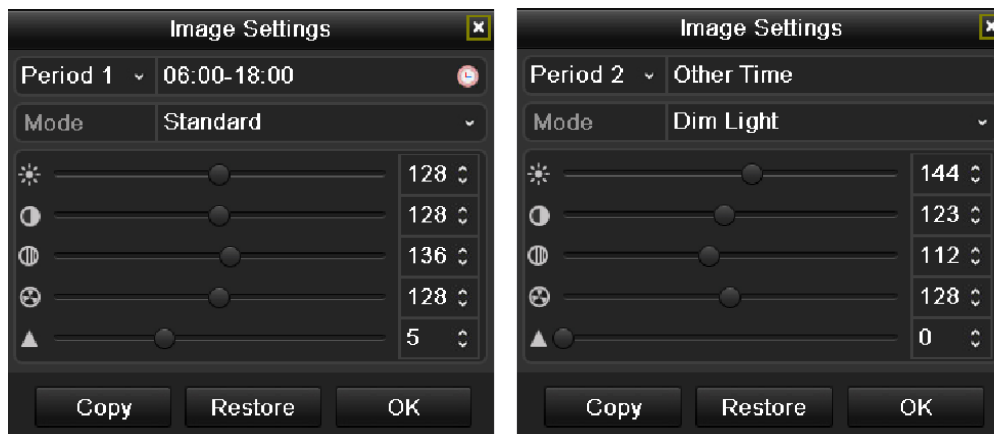 Image Settings
Period 1 06:00-18:00
Mode Standard
128
128
136
128
5
Copy Restore OK
Image Settings
Period 2 Other Time
Mode Dim Light
144
123
112
128
0
Copy Restore OK